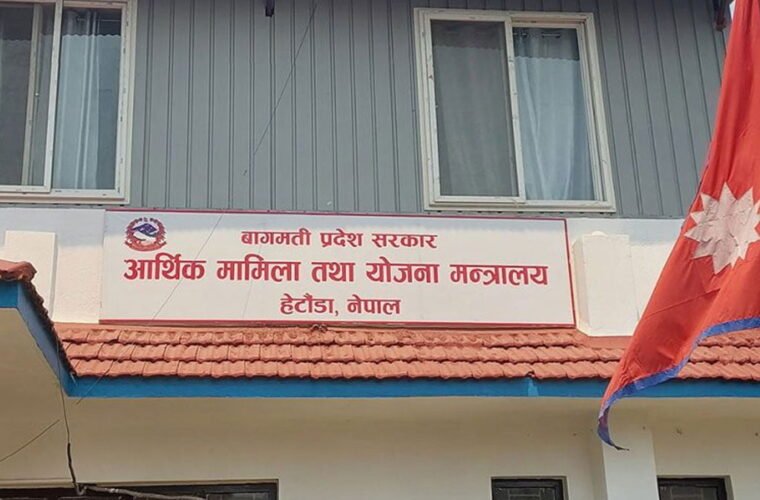 बागमती प्रदेश सरकार
आर्थिक मामिला तथा योजना मन्त्रालय
हेटौंडा, नेपाल